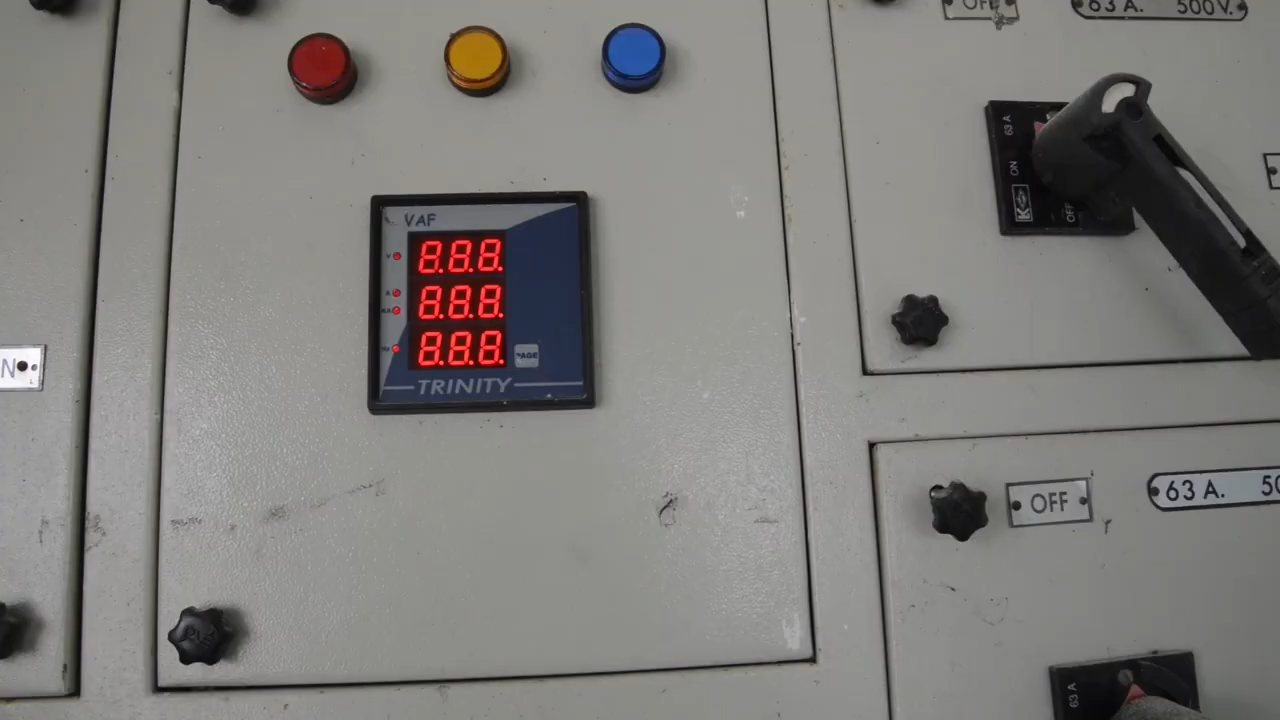 OFF
63 A. 500V.
63 A
ON
OFF
VAF
V
A
8.8.8.
8.8.8.
8.8.8.
PAGE
TRINITY
N
OFF
63 A. 50
63 A